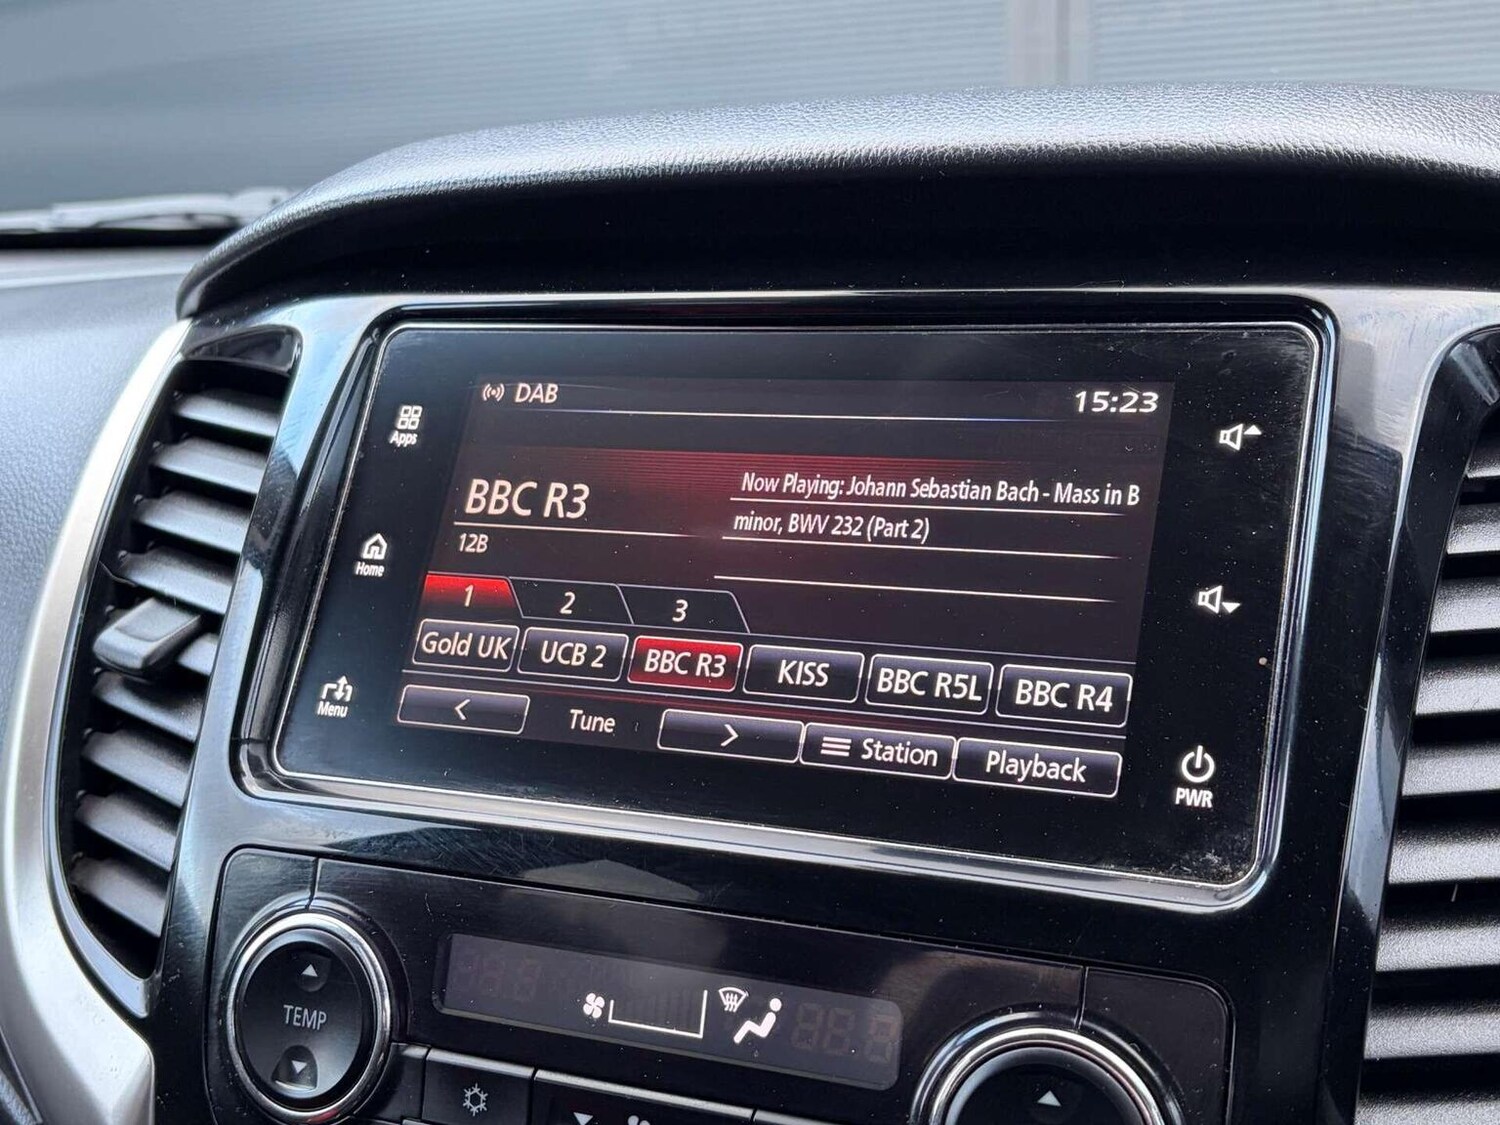 DAB
15:23
Apps
BBC R3
Now Playing: Johann Sebastian Bach - Mass in B
minor, BWV 232 (Part 2)
12B
Home
1 2 3
Gold UK UCB 2 BBC R3 KISS BBC R5L BBC R4
Menu
< Tune > Station Playback
PWR
TEMP